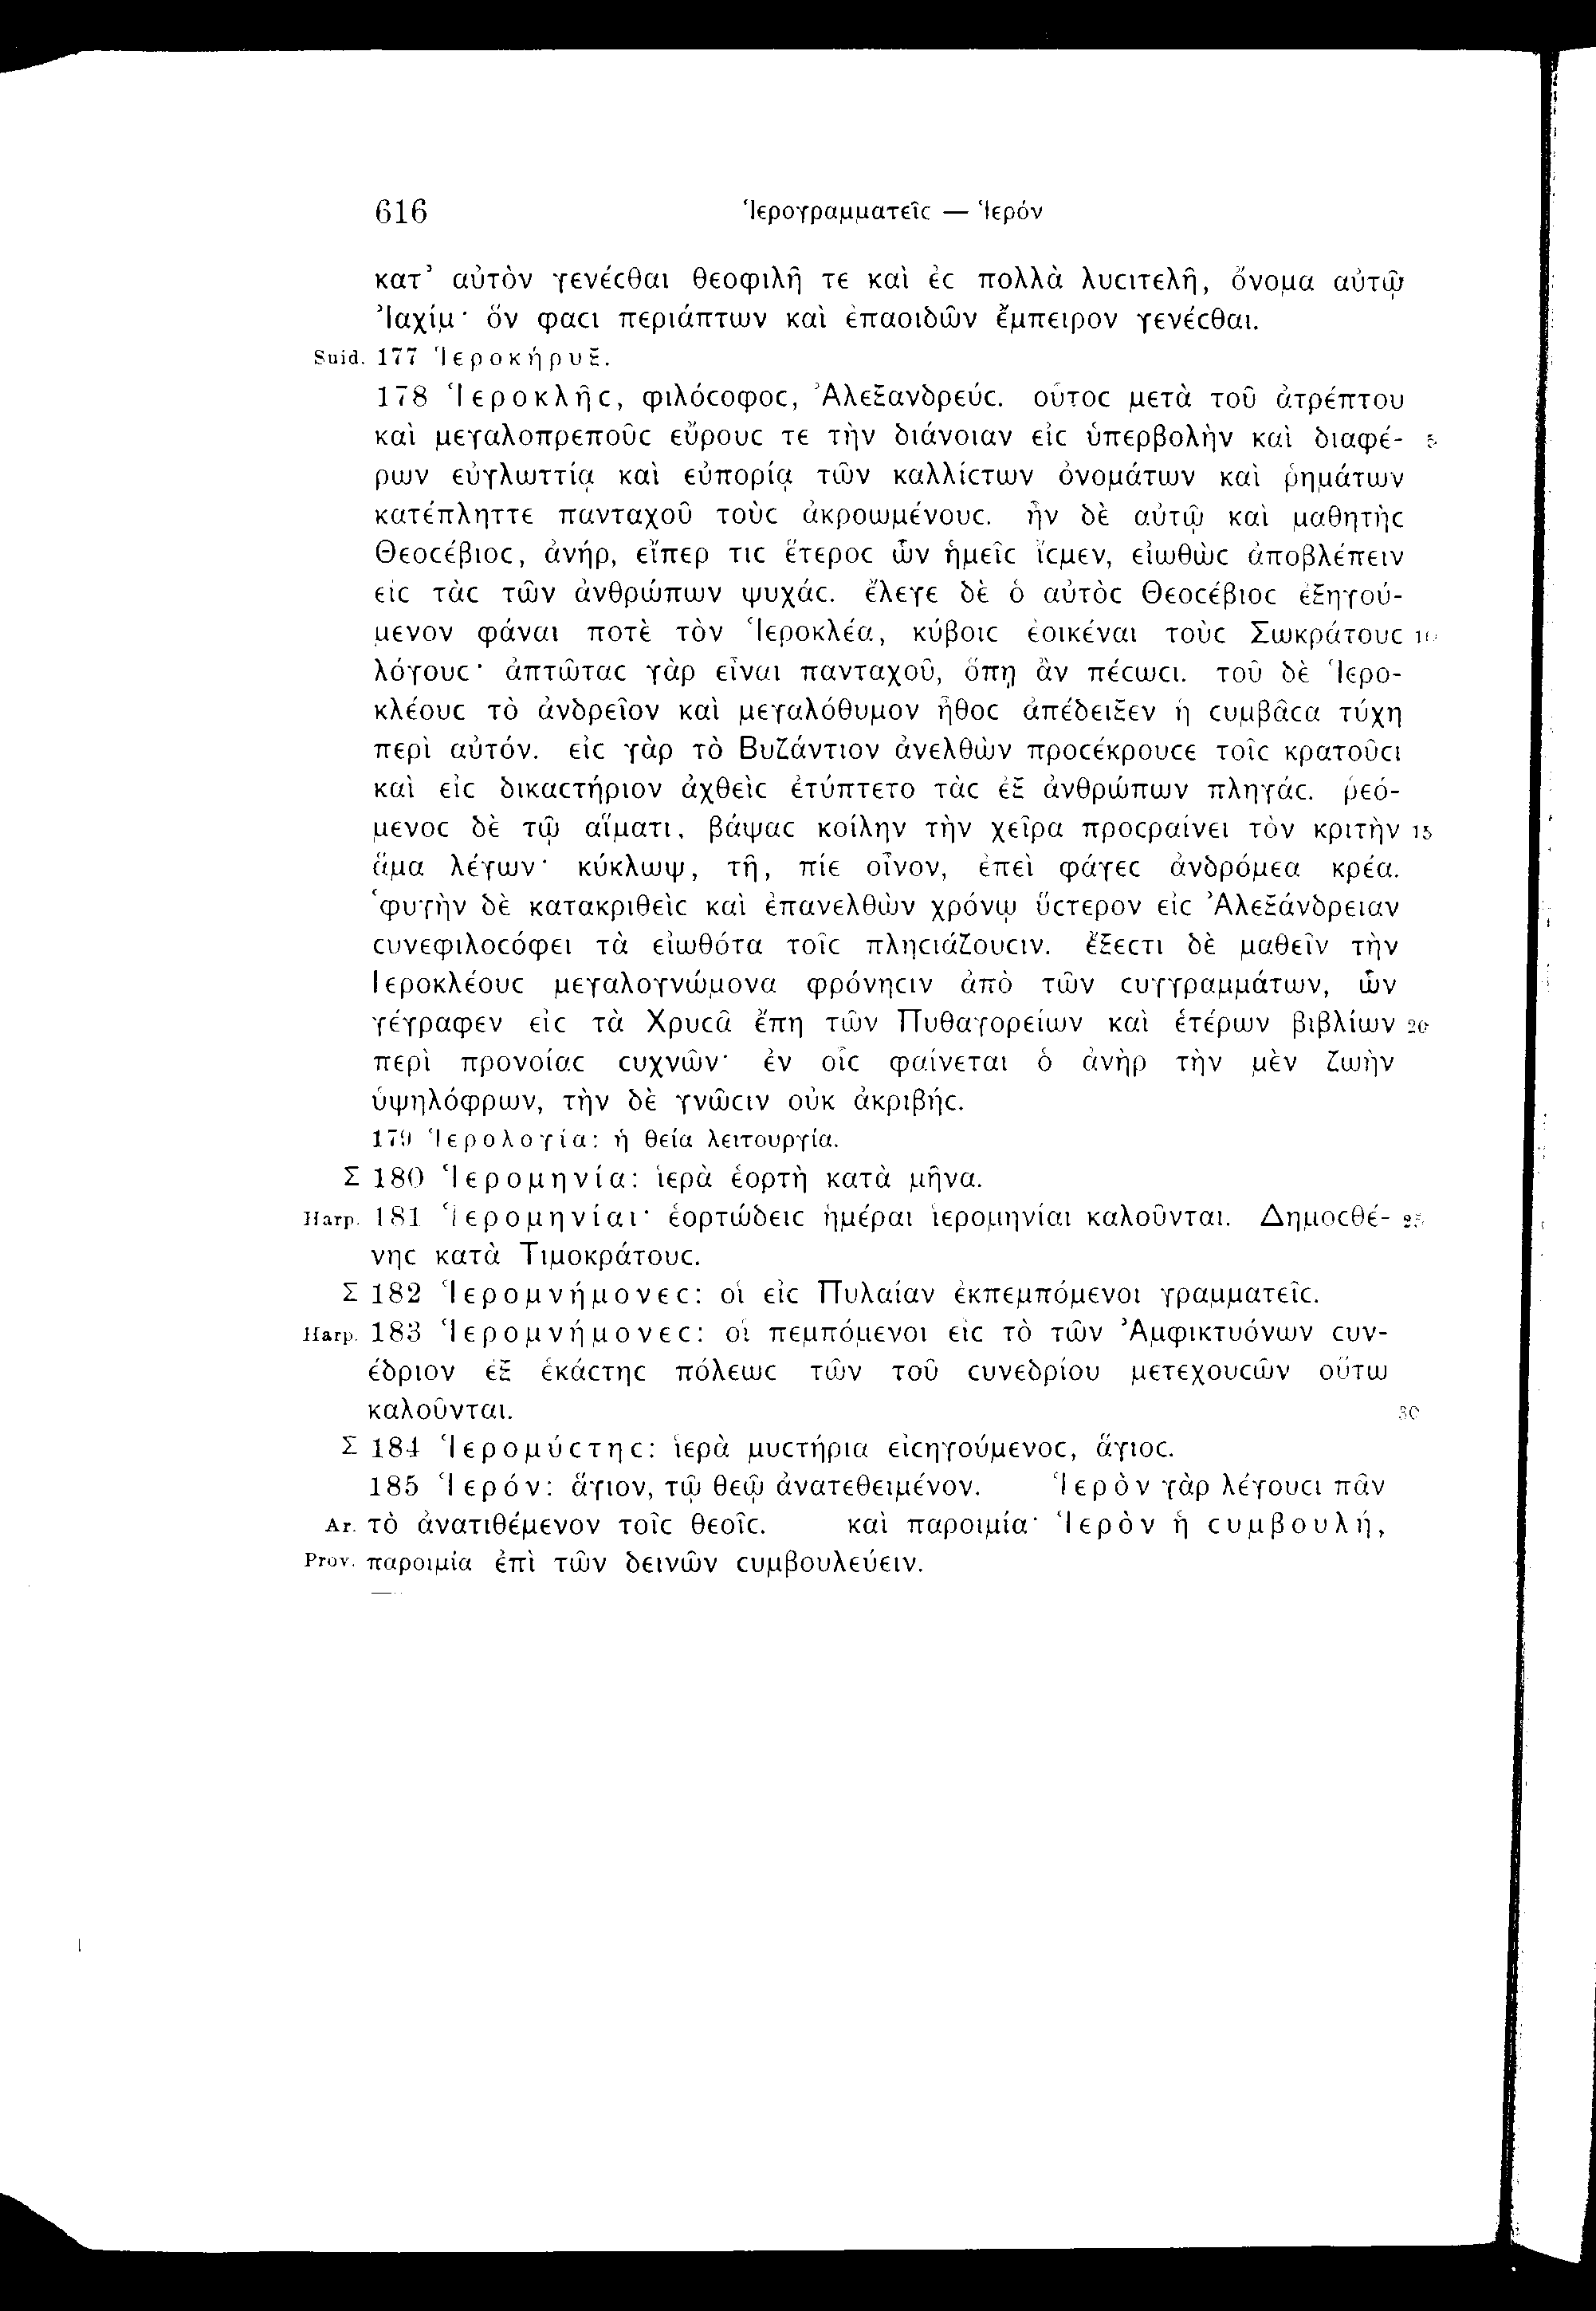 616 Ἱερογραμματεῖϲ — Ἱερόν
κατ’ αὐτὸν γενέϲθαι θεοφιλῆ τε καὶ ἐϲ πολλὰ λυϲιτελῆ, ὄνομα αὐτῷ
Ἰαχίμ· ὅν φαϲι περιάπτων καὶ ἐπαοιδῶν ἔμπειρον γενέϲθαι.
Suid. 177 Ἱεροκήρυξ.
178 Ἱεροκλῆϲ, φιλόϲοφοϲ, Ἀλεξανδρεύϲ. οὗτοϲ μετὰ τοῦ ἀτρέπτου
καὶ μεγαλοπρεποῦϲ εὔρουϲ τε τὴν διάνοιαν εἰϲ ὑπερβολὴν καὶ διαφέ- 5
ρων εὐγλωττίᾳ καὶ εὐπορίᾳ τῶν καλλίϲτων ὀνομάτων καὶ ῥημάτων
κατέπληττε πανταχοῦ τοὺϲ ἀκροωμένουϲ. ἦν δὲ αὐτῷ καὶ μαθητὴϲ
Θεοϲέβιοϲ, ἀνήρ, εἴπερ τιϲ ἕτεροϲ ὧν ἡμεῖϲ ἴϲμεν, εἰωθὼϲ ἀποβλέπειν
εἰϲ τὰϲ τῶν ἀνθρώπων ψυχάϲ. ἔλεγε δὲ ὁ αὐτὸϲ Θεοϲέβιοϲ ἐξηγού-
μενον φάναι ποτὲ τὸν Ἱεροκλέα, κύβοιϲ ἐοικέναι τοὺϲ Σωκράτουϲ 10
λόγουϲ· ἀπτῶταϲ γὰρ εἶναι πανταχοῦ, ὅπῃ ἂν πέϲωϲι. τοῦ δὲ Ἱερο-
κλέουϲ τὸ ἀνδρεῖον καὶ μεγαλόθυμον ἦθοϲ ἀπέδειξεν ἡ ϲυμβᾶϲα τύχη
περὶ αὐτόν. εἰϲ γὰρ τὸ Βυζάντιον ἀνελθὼν προϲέκρουϲε τοῖϲ κρατοῦϲι
καὶ εἰϲ δικαϲτήριον ἀχθεὶϲ ἐτύπτετο τὰϲ ἐξ ἀνθρώπων πληγάϲ. ῥεό-
μενοϲ δὲ τῷ αἵματι, βάψαϲ κοίλην τὴν χεῖρα προϲραίνει τὸν κριτὴν 15
ἅμα λέγων· κύκλωψ, τῆ, πίε οἶνον, ἐπεὶ φάγεϲ ἀνδρόμεα κρέα.
φυγὴν δὲ κατακριθεὶϲ καὶ ἐπανελθὼν χρόνῳ ὕϲτερον εἰϲ Ἀλεξάνδρειαν
ϲυνεφιλοϲόφει τὰ εἰωθότα τοῖϲ πληϲιάζουϲιν. ἔξεϲτι δὲ μαθεῖν τὴν
Ἱεροκλέουϲ μεγαλογνώμονα φρόνηϲιν ἀπὸ τῶν ϲυγγραμμάτων, ὧν
γέγραφεν εἰϲ τὰ Χρυϲᾶ ἔπη τῶν Πυθαγορείων καὶ ἑτέρων βιβλίων 20
περὶ προνοίαϲ ϲυχνῶν· ἐν οἷϲ φαίνεται ὁ ἀνὴρ τὴν μὲν ζωὴν
ὑψηλόφρων, τὴν δὲ γνῶϲιν οὐκ ἀκριβήϲ.
179 Ἱερολογία: ἡ θεία λειτουργία.
Σ 180 Ἱερομηνία: ἱερὰ ἑορτὴ κατὰ μῆνα.
Harp. 181 Ἱερομηνίαι· ἑορτώδειϲ ἡμέραι ἱερομηνίαι καλοῦνται. Δημοϲθέ- 25
νηϲ κατὰ Τιμοκράτουϲ.
Σ 182 Ἱερομνήμονεϲ: οἱ εἰϲ Πυλαίαν ἐκπεμπόμενοι γραμματεῖϲ.
Harp. 183 Ἱερομνήμονεϲ: οἱ πεμπόμενοι εἰϲ τὸ τῶν Ἀμφικτυόνων ϲυν-
έδριον ἐξ ἑκάϲτηϲ πόλεωϲ τῶν τοῦ ϲυνεδρίου μετεχουϲῶν οὕτω
καλοῦνται. 30
Σ 184 Ἱερομύϲτηϲ: ἱερὰ μυϲτήρια εἰϲηγούμενοϲ, ἅγιοϲ.
185 Ἱερόν: ἅγιον, τῷ θεῷ ἀνατεθειμένον. Ἱερὸν γὰρ λέγουϲι πᾶν
Ar. τὸ ἀνατιθέμενον τοῖϲ θεοῖϲ. καὶ παροιμία· Ἱερὸν ἡ ϲυμβουλή,
Prov. παροιμία ἐπὶ τῶν δεινῶν ϲυμβουλεύειν.